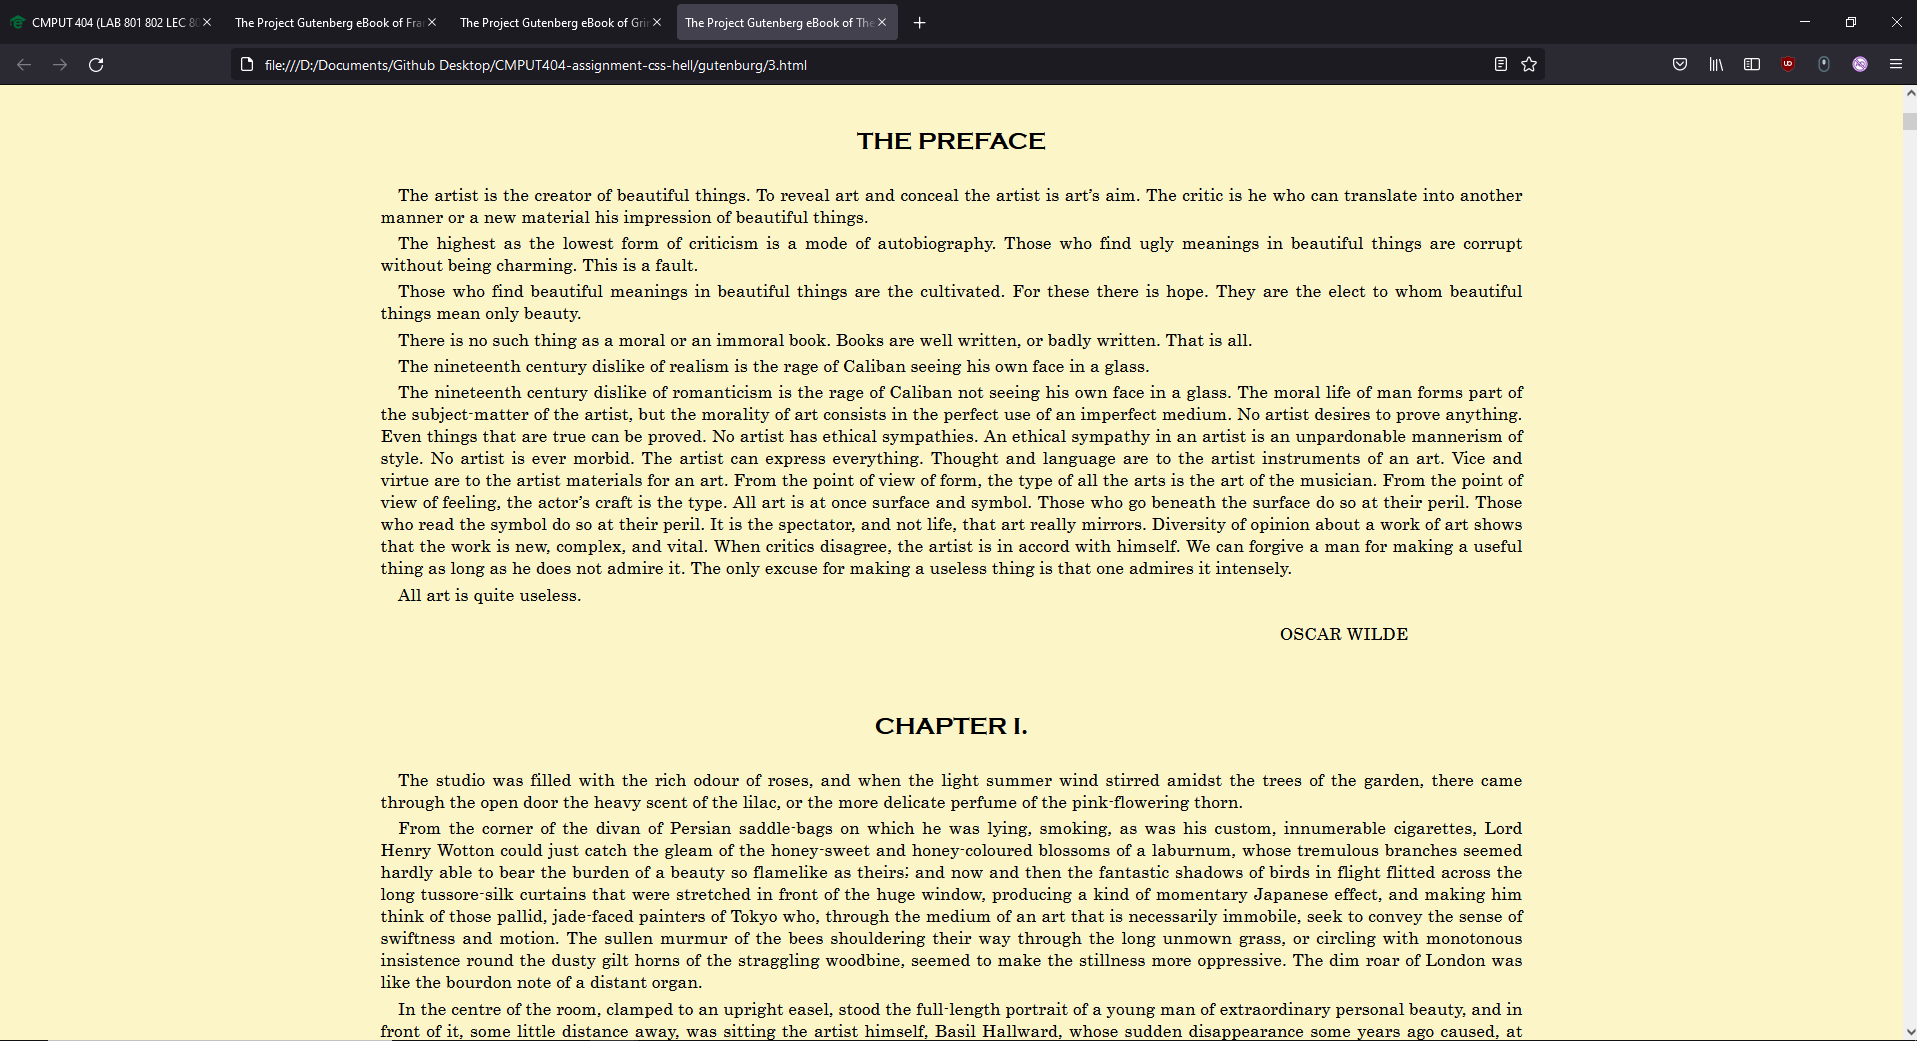 CMPUT 404 (LAB 801 802 LEC 80
The Project Gutenberg eBook of Fra
The Project Gutenberg eBook of Gri
The Project Gutenberg eBook of The
file:///D:/Documents/Github Desktop/CMPUT404-assignment-css-hell/gutenburg/3.html
THE PREFACE
The artist is the creator of beautiful things. To reveal art and conceal the artist is art’s aim. The critic is he who can translate into another
manner or a new material his impression of beautiful things.
The highest as the lowest form of criticism is a mode of autobiography. Those who find ugly meanings in beautiful things are corrupt
without being charming. This is a fault.
Those who find beautiful meanings in beautiful things are the cultivated. For these there is hope. They are the elect to whom beautiful
things mean only beauty.
There is no such thing as a moral or an immoral book. Books are well written, or badly written. That is all.
The nineteenth century dislike of realism is the rage of Caliban seeing his own face in a glass.
The nineteenth century dislike of romanticism is the rage of Caliban not seeing his own face in a glass. The moral life of man forms part of
the subject-matter of the artist, but the morality of art consists in the perfect use of an imperfect medium. No artist desires to prove anything.
Even things that are true can be proved. No artist has ethical sympathies. An ethical sympathy in an artist is an unpardonable mannerism of
style. No artist is ever morbid. The artist can express everything. Thought and language are to the artist instruments of an art. Vice and
virtue are to the artist materials for an art. From the point of view of form, the type of all the arts is the art of the musician. From the point of
view of feeling, the actor’s craft is the type. All art is at once surface and symbol. Those who go beneath the surface do so at their peril. Those
who read the symbol do so at their peril. It is the spectator, and not life, that art really mirrors. Diversity of opinion about a work of art shows
that the work is new, complex, and vital. When critics disagree, the artist is in accord with himself. We can forgive a man for making a useful
thing as long as he does not admire it. The only excuse for making a useless thing is that one admires it intensely.
All art is quite useless.
OSCAR WILDE
CHAPTER I.
The studio was filled with the rich odour of roses, and when the light summer wind stirred amidst the trees of the garden, there came
through the open door the heavy scent of the lilac, or the more delicate perfume of the pink-flowering thorn.
From the corner of the divan of Persian saddle-bags on which he was lying, smoking, as was his custom, innumerable cigarettes, Lord
Henry Wotton could just catch the gleam of the honey-sweet and honey-coloured blossoms of a laburnum, whose tremulous branches seemed
hardly able to bear the burden of a beauty so flamelike as theirs; and now and then the fantastic shadows of birds in flight flitted across the
long tussore-silk curtains that were stretched in front of the huge window, producing a kind of momentary Japanese effect, and making him
think of those pallid, jade-faced painters of Tokyo who, through the medium of an art that is necessarily immobile, seek to convey the sense of
swiftness and motion. The sullen murmur of the bees shouldering their way through the long unmown grass, or circling with monotonous
insistence round the dusty gilt horns of the straggling woodbine, seemed to make the stillness more oppressive. The dim roar of London was
like the bourdon note of a distant organ.
In the centre of the room, clamped to an upright easel, stood the full-length portrait of a young man of extraordinary personal beauty, and in
front of it, some little distance away, was sitting the artist himself, Basil Hallward, whose sudden disappearance some years ago caused, at